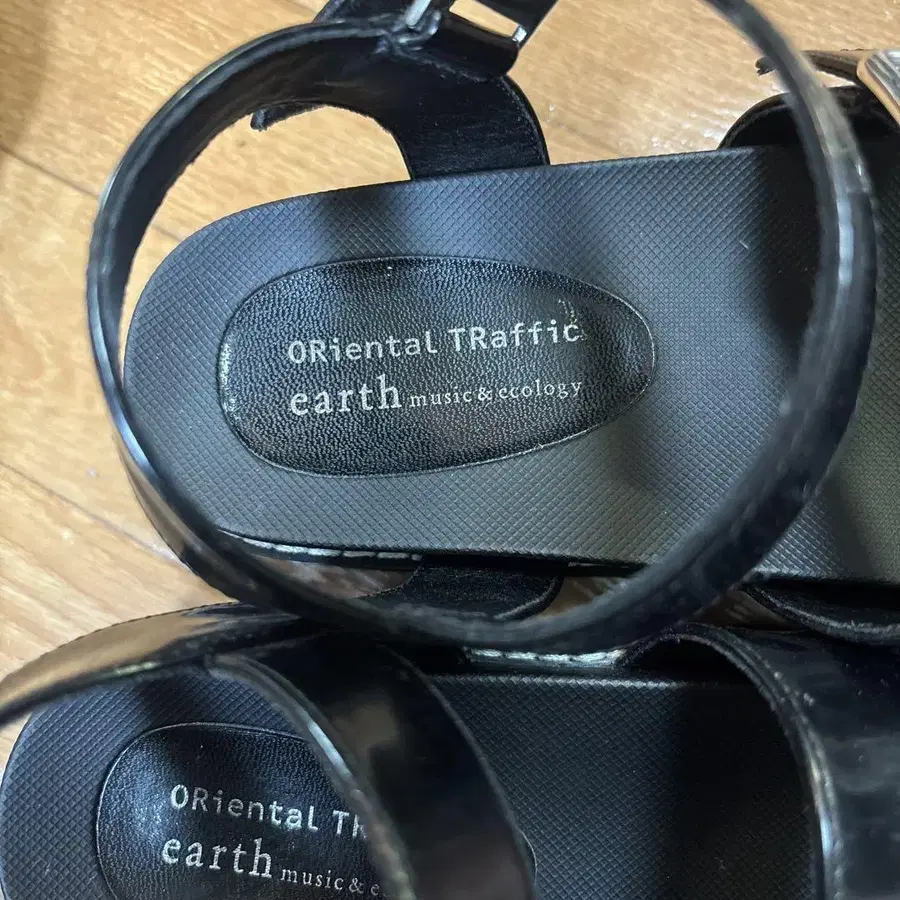 ORiental TRaffic
earth music & ecology
ORiental TR
earth music & e